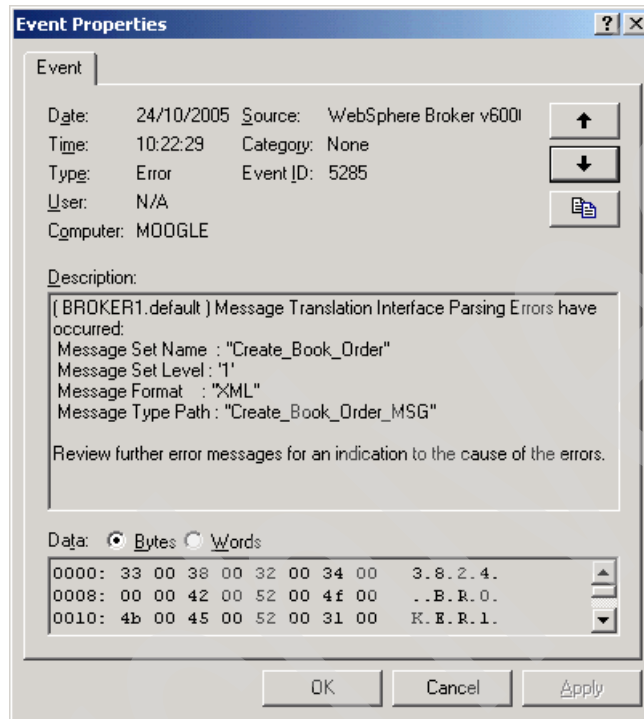 Event Properties
Event
Date: 24/10/2005 Source: WebSphere Broker v600
Time: 10:22:29 Category: None
Type: Error Event ID: 5285
User: N/A
Computer: MOOGLE
Description:
( BROKER1.default ) Message Translation Interface Parsing Errors have
occurred:
Message Set Name : "Create_Book_Order"
Message Set Level : '1'
Message Format : "XML"
Message Type Path : "Create_Book_Order_MSG"
Review further error messages for an indication to the cause of the errors.
Data: Bytes Words
0000: 33 00 38 00 32 00 34 00 3.8.2.4.
0008: 00 00 42 00 52 00 4f 00 ..B.R.O.
0010: 4b 00 45 00 52 00 31 00 K.E.R.1.
OK Cancel Apply